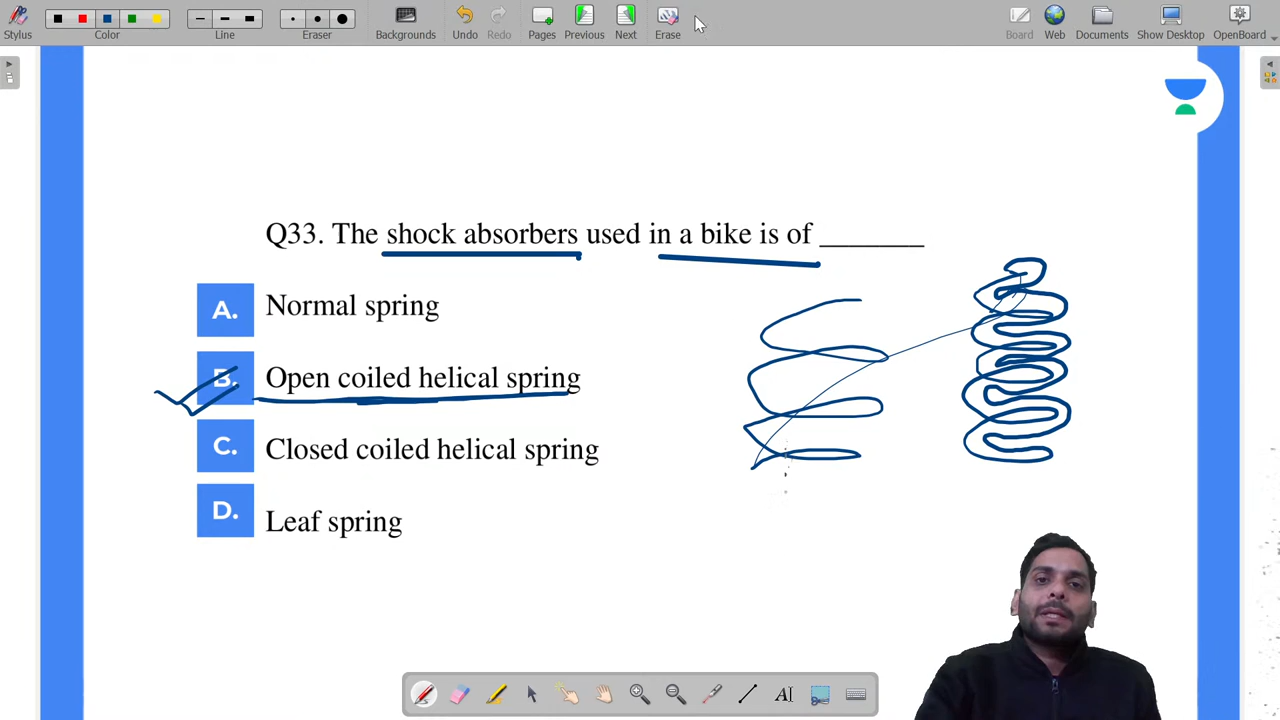 Stylus
Color
Line
Eraser
Backgrounds
Undo
Redo
Pages
Previous
Next
Erase
Board
Web
Documents
Show Desktop
OpenBoard
Q33. The shock absorbers used in a bike is of _______
A. Normal spring
B. Open coiled helical spring
C. Closed coiled helical spring
D. Leaf spring